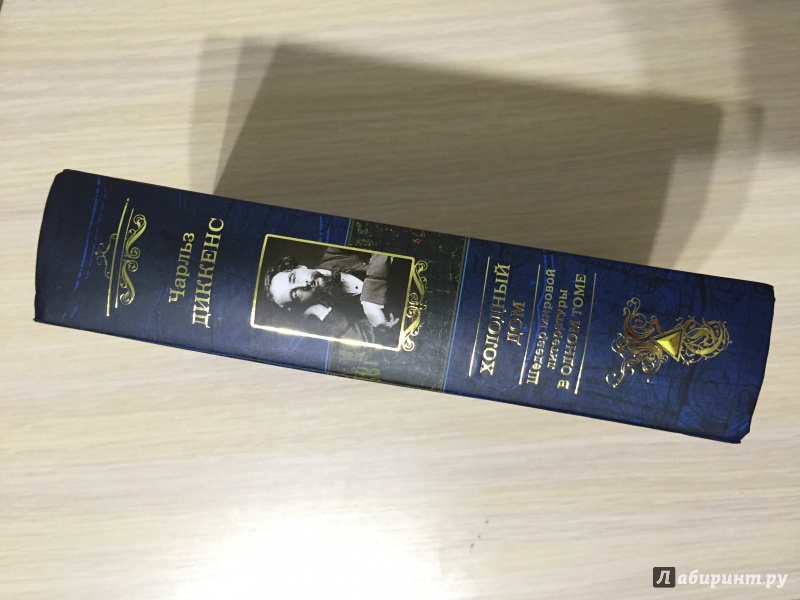 Чарльз
ДИККЕНС
ХОЛОДНЫЙ
ДОМ
Шедевр мировой
литературы
В ОДНОМ ТОМЕ
Лабиринт.ру